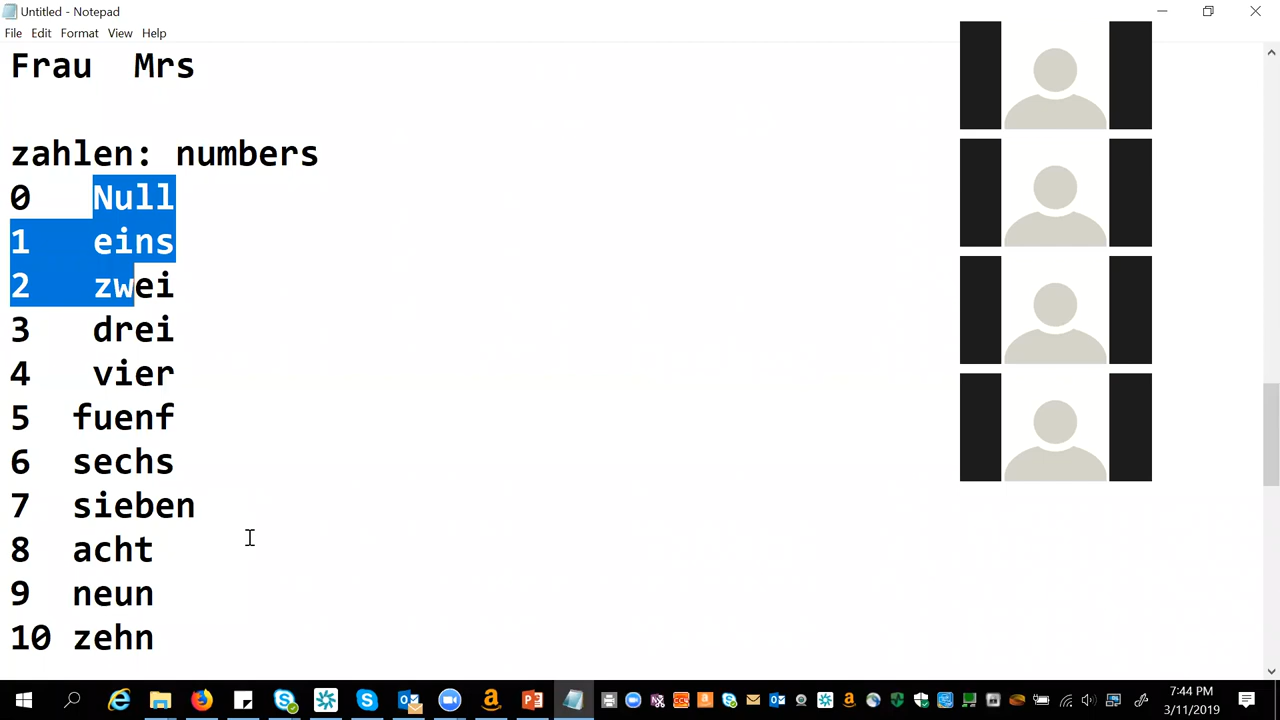 Untitled - Notepad
File Edit Format View Help
Frau Mrs
zahlen: numbers
0 Null
1 eins
2 zwei
3 drei
4 vier
5 fuenf
6 sechs
7 sieben
8 acht
9 neun
10 zehn
7:44 PM
3/11/2019